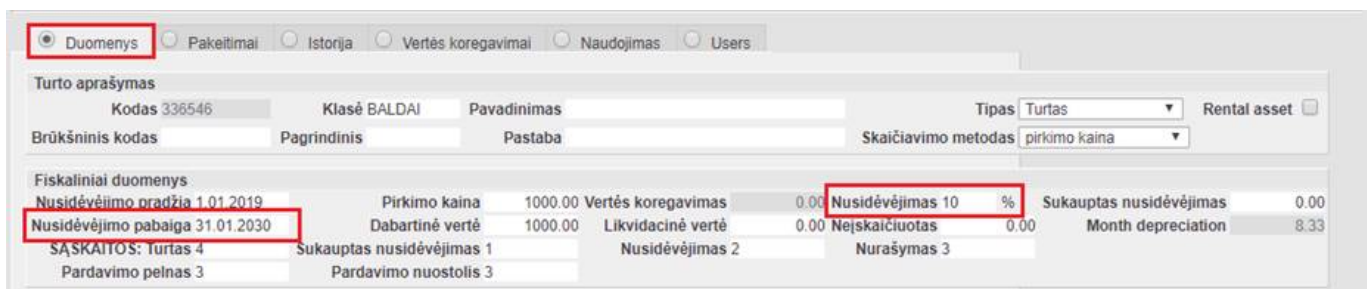 Duomenys Pakeitimai Istorija Vertės koregavimai Naudojimas Users
Turto aprašymas
Kodas 336546 Klasė BALDAI Pavadinimas Tipas Turtas Rental asset
Brūkšninis kodas Pagrindinis Pastaba Skaičiavimo metodas pirkimo kaina
Fiskaliniai duomenys
Nusidėvėjimo pradžia 1.01.2019 Pirkimo kaina 1000.00 Vertės koregavimas 0.00 Nusidėvėjimas 10 % Sukauptas nusidėvėjimas 0.00
Nusidėvėjimo pabaiga 31.01.2030 Dabartinė vertė 1000.00 Likvidacinė vertė 0.00 Neįskaičiuotas 0.00 Month depreciation 8.33
SĄSKAITOS: Turtas 4 Sukauptas nusidėvėjimas 1 Nusidėvėjimas 2 Nurašymas 3
Pardavimo pelnas 3 Pardavimo nuostolis 3